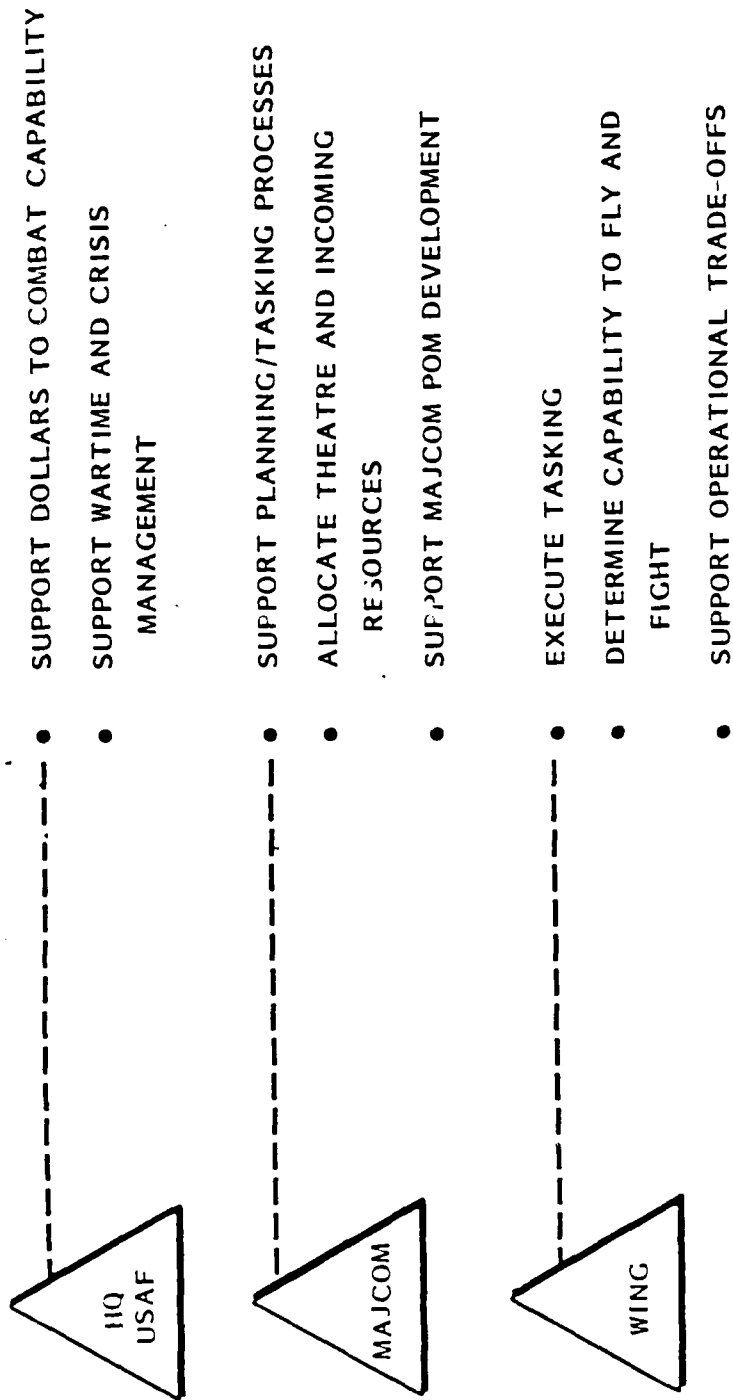 HQ
USAF
SUPPORT DOLLARS TO COMBAT CAPABILITY
SUPPORT WARTIME AND CRISIS
MANAGEMENT
MAJCOM
SUPPORT PLANNING/TASKING PROCESSES
ALLOCATE THEATRE AND INCOMING
RESOURCES
SUPPORT MAJCOM POM DEVELOPMENT
WING
EXECUTE TASKING
DETERMINE CAPABILITY TO FLY AND
FIGHT
SUPPORT OPERATIONAL TRADE-OFFS